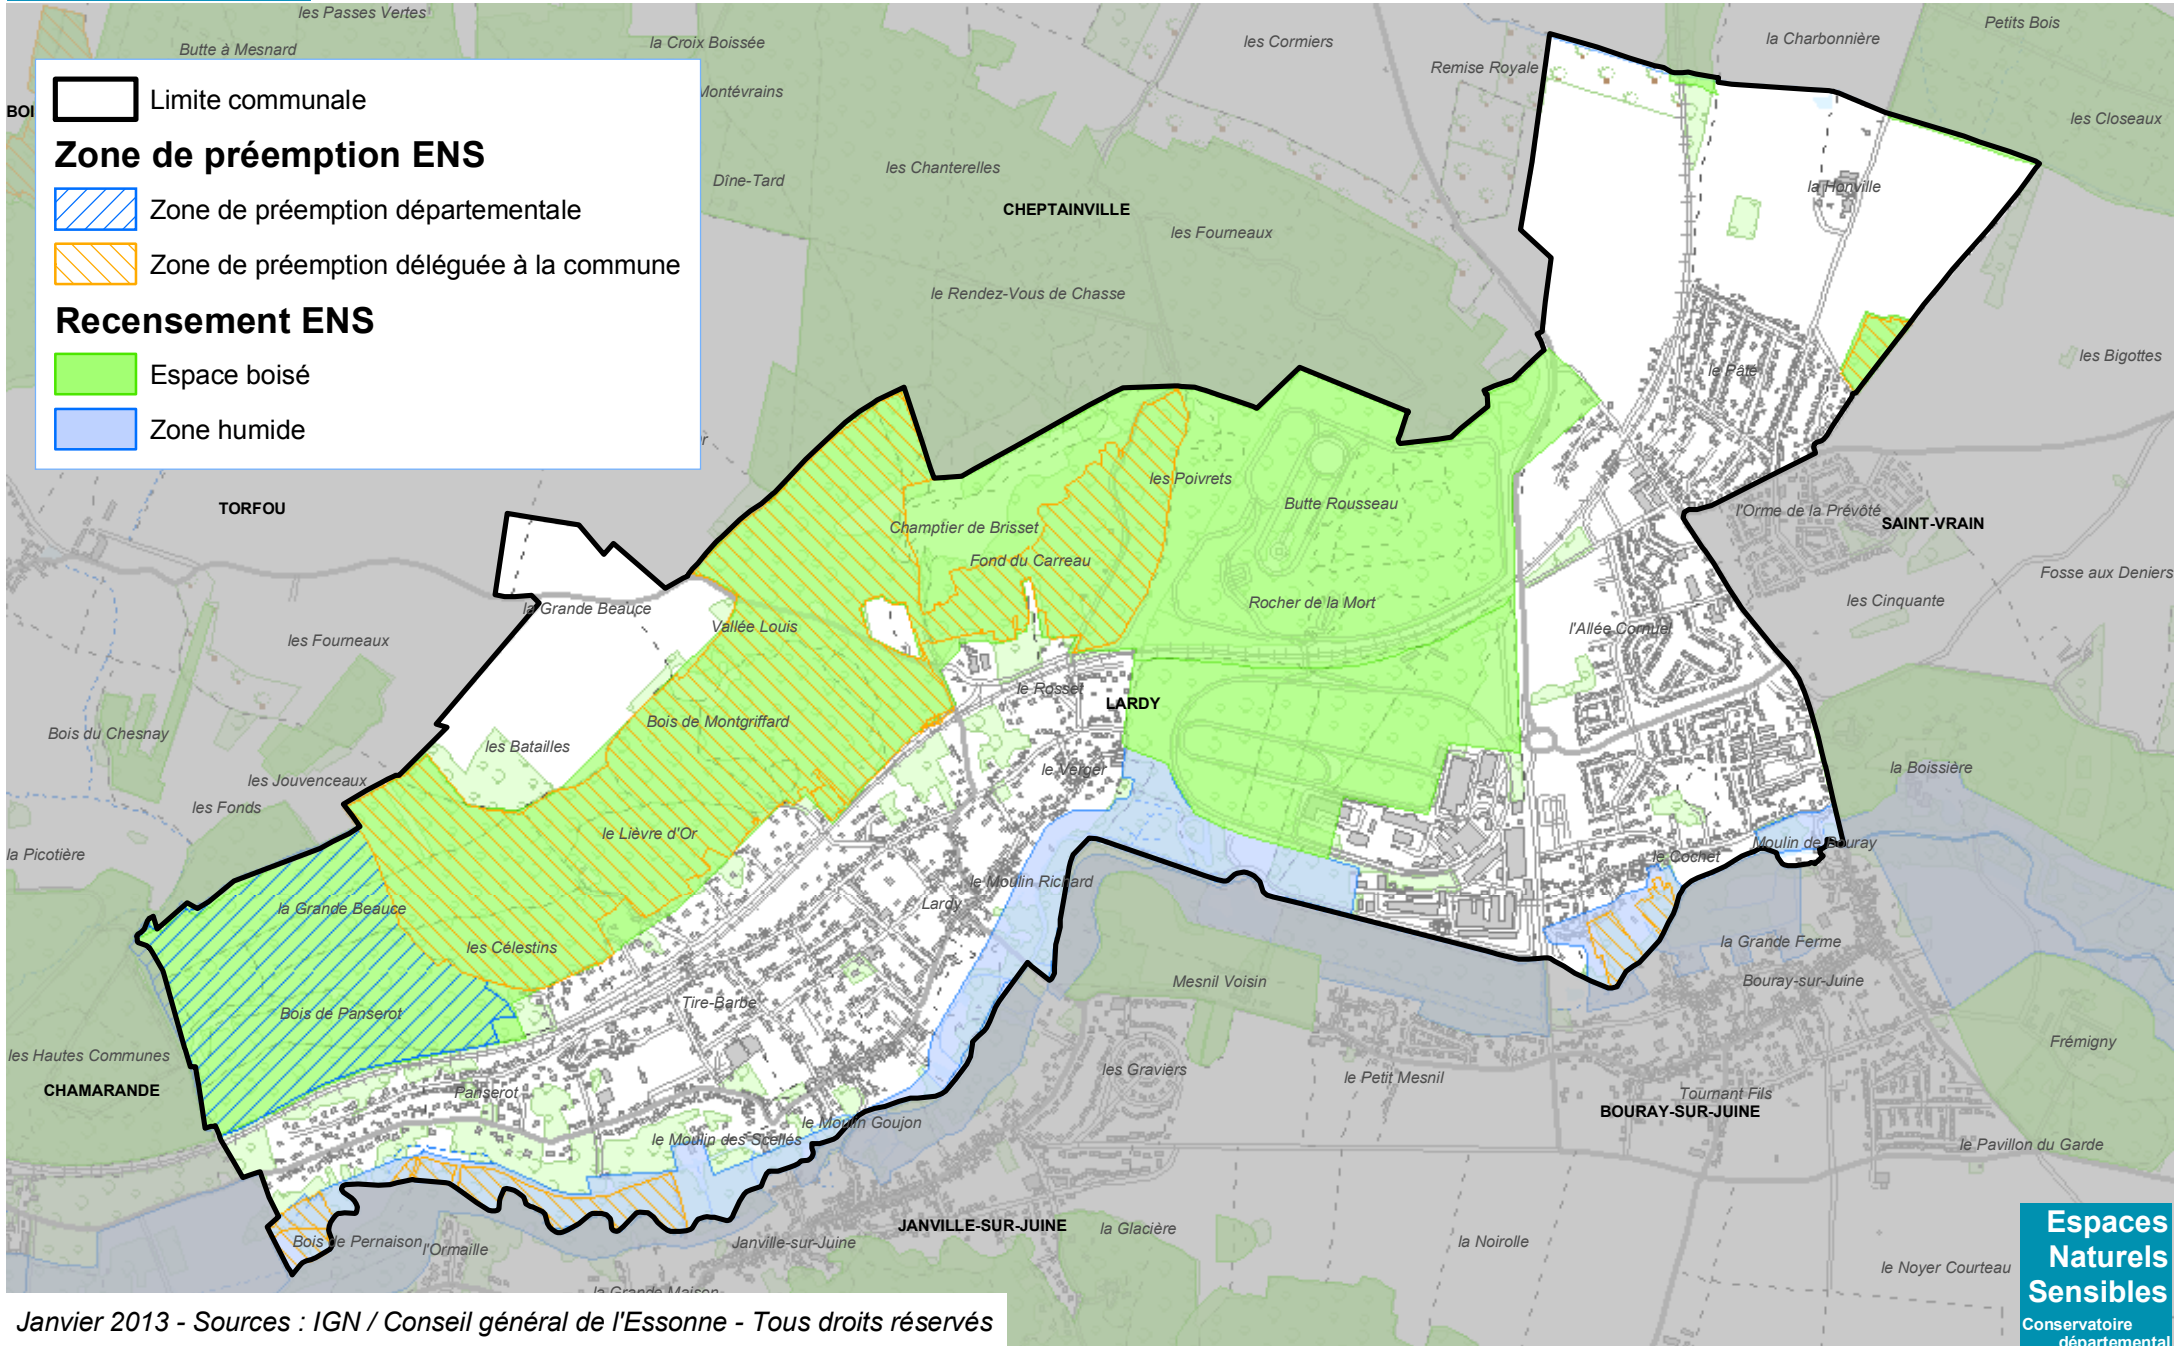 les Passes Vertes
Butte à Mesnard
la Croix Boissée
les Cormiers
Remise Royale
la Charbonnière
Petits Bois
Montévrains
les Closeaux
BOI
Limite communale
Zone de préemption ENS
Zone de préemption départementale
Zone de préemption déléguée à la commune
Recensement ENS
Espace boisé
Zone humide
Dîne-Tard
les Chanterelles
CHEPTAINVILLE
les Fourneaux
la Honville
le Rendez-Vous de Chasse
les Bigottes
le Pâté
r
TORFOU
les Poivrets
Butte Rousseau
Champtier de Brisset
l'Orme de la Prévôté
SAINT-VRAIN
Fond du Carreau
Fosse aux Deniers
la Grande Beauce
Rocher de la Mort
les Cinquante
les Fourneaux
Vallée Louis
l'Allée Cornuel
le Rosset
LARDY
Bois du Chesnay
Bois de Montgriffard
les Batailles
le Verger
la Boissière
les Jouvenceaux
les Fonds
le Lièvre d'Or
Moulin de Bouray
la Picotière
le Cochet
le Moulin Richard
Lardy
la Grande Beauce
les Célestins
la Grande Ferme
Mesnil Voisin
Bouray-sur-Juine
Tire-Barbe
Bois de Panserot
les Hautes Communes
Frémigny
CHAMARANDE
les Graviers
le Petit Mesnil
Panserot
Tournant Fils
BOURAY-SUR-JUINE
le Moulin Goujon
le Moulin des Scellés
le Pavillon du Garde
JANVILLE-SUR-JUINE
la Glacière
Bois de Pernaison
l'Ormaille
Janville-sur-Juine
la Noirolle
le Noyer Courteau
la Grande Maison
Espaces
Naturels
Sensibles
Conservatoire
départemental
Janvier 2013 - Sources : IGN / Conseil général de l'Essonne - Tous droits réservés